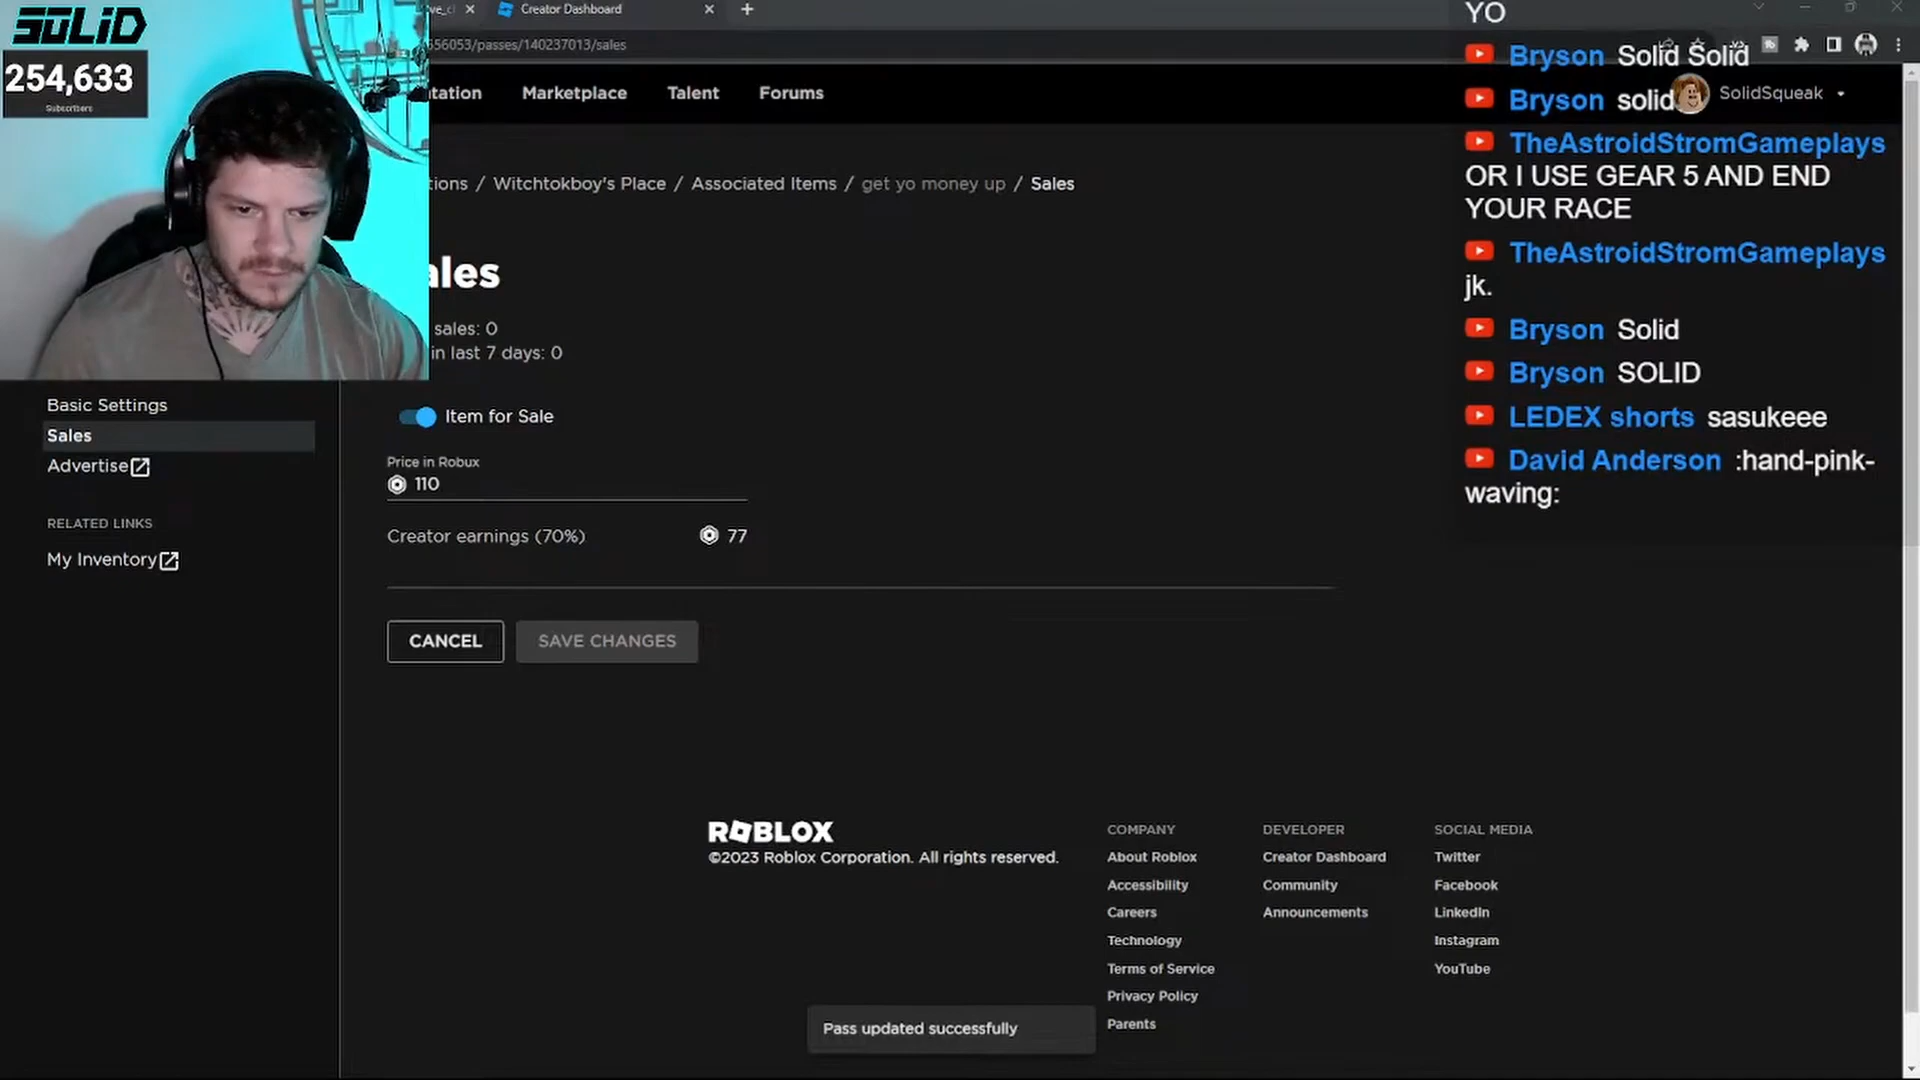 SOLID
254,633
Subscribers
Creator Dashboard
556053/passes/140237013/sales
tation Marketplace Talent Forums
SolidSqueak
tions / Witchtokboy's Place / Associated Items / get yo money up / Sales
ales
sales: 0
in last 7 days: 0
Basic Settings
Sales
Advertise
RELATED LINKS
My Inventory
Item for Sale
Price in Robux
110
Creator earnings (70%) 77
CANCEL SAVE CHANGES
YO
Bryson Solid Solid
Bryson solid
TheAstroidStromGameplays
OR I USE GEAR 5 AND END
YOUR RACE
TheAstroidStromGameplays
jk.
Bryson Solid
Bryson SOLID
LEDEX shorts sasukeee
David Anderson :hand-pink-
waving:
ROBLOX
©2023 Roblox Corporation. All rights reserved.
COMPANY
About Roblox
Accessibility
Careers
Technology
Terms of Service
Privacy Policy
Parents
DEVELOPER
Creator Dashboard
Community
Announcements
SOCIAL MEDIA
Twitter
Facebook
LinkedIn
Instagram
YouTube
Pass updated successfully